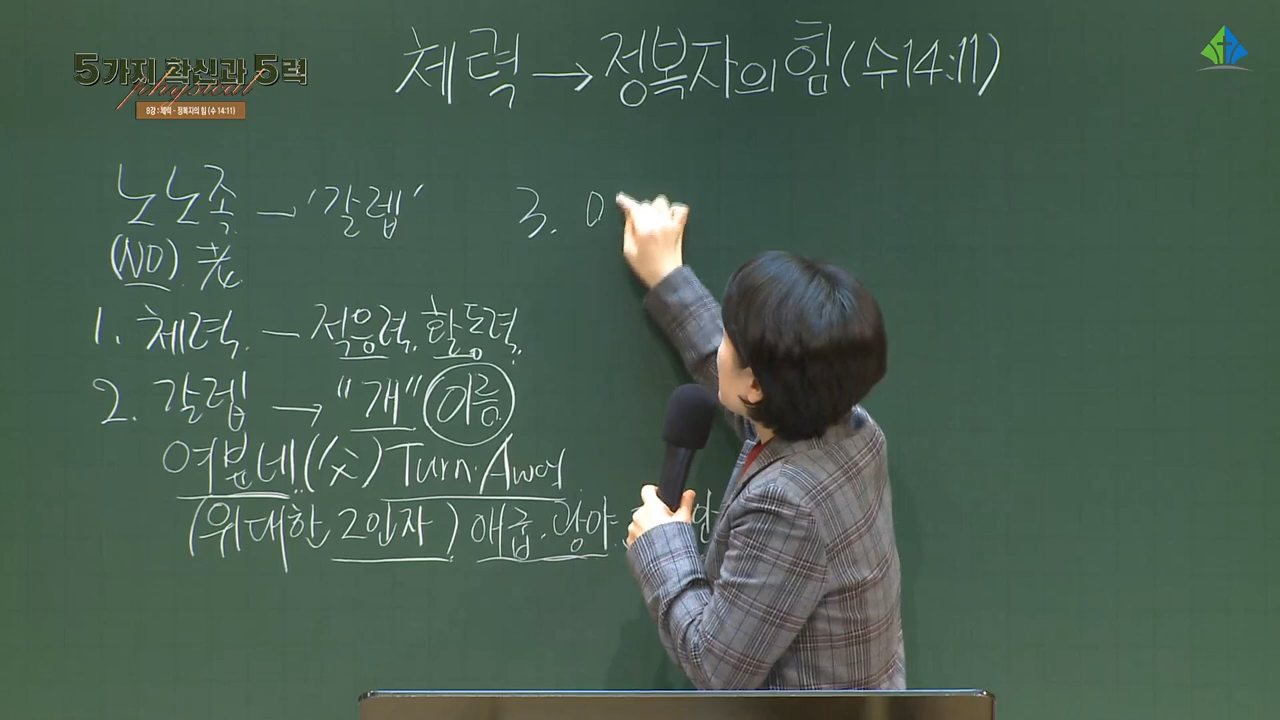 5가지 확신과 5력
physical
8강 : 체력 - 정복자의 힘 (수 14:11)
체력 → 정복자의 힘 (수14:11)
노노족 - '갈렙'
(NO) 老
1. 체력 - 적응력. 활동력.
2. 갈렙 → "개" 이름
여분네 (父) Turn. Away
(위대한 2인자) 애굽. 광야.
3.